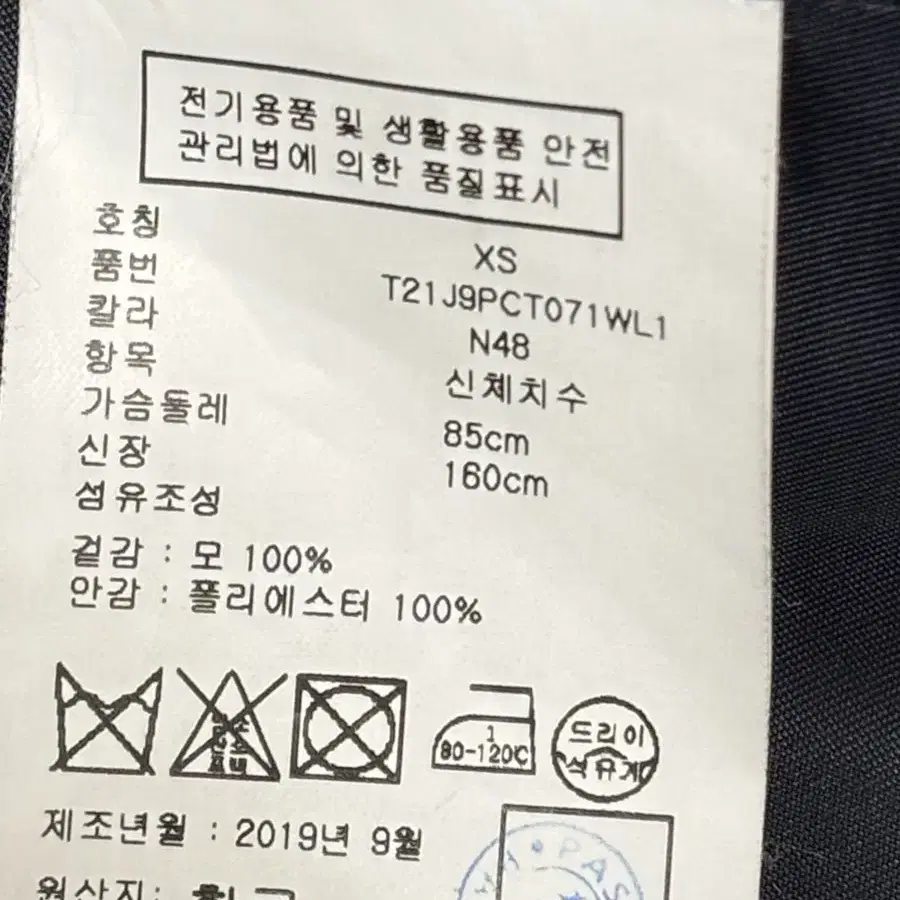 전기용품 및 생활용품 안전
관리법에 의한 품질표시
호칭 XS
품번 T21J9PCT071WL1
칼라 N48
항목 신체치수
가슴둘레 85cm
신장 160cm
섬유조성
겉감 : 모 100%
안감 : 폴리에스터 100%
1
80-120℃
드라이
석유계
제조년월 : 2019년 9월
원산지:
PAS